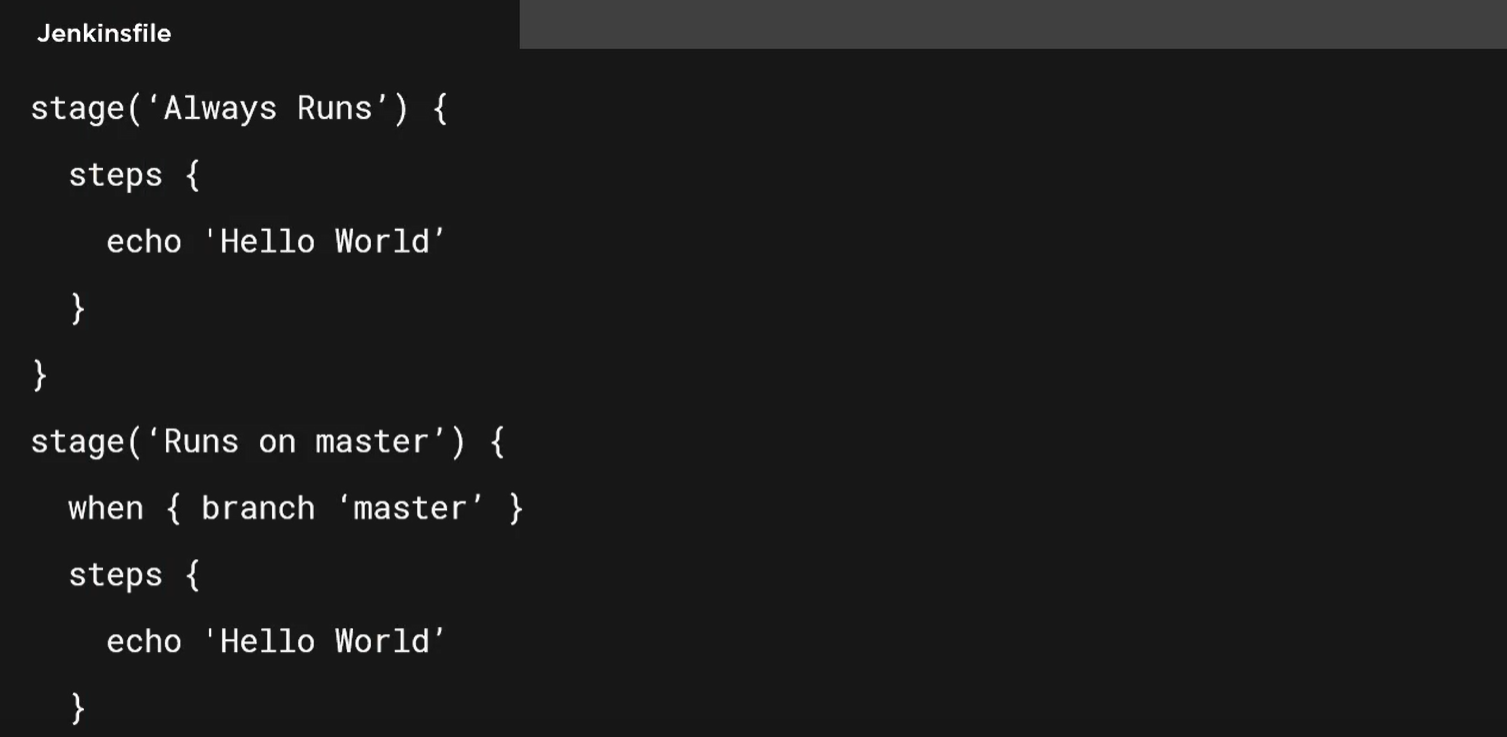 Jenkinsfile
stage(‘Always Runs’) {
  steps {
    echo 'Hello World’
  }
}
stage(‘Runs on master’) {
  when { branch ‘master’ }
  steps {
    echo 'Hello World’
  }